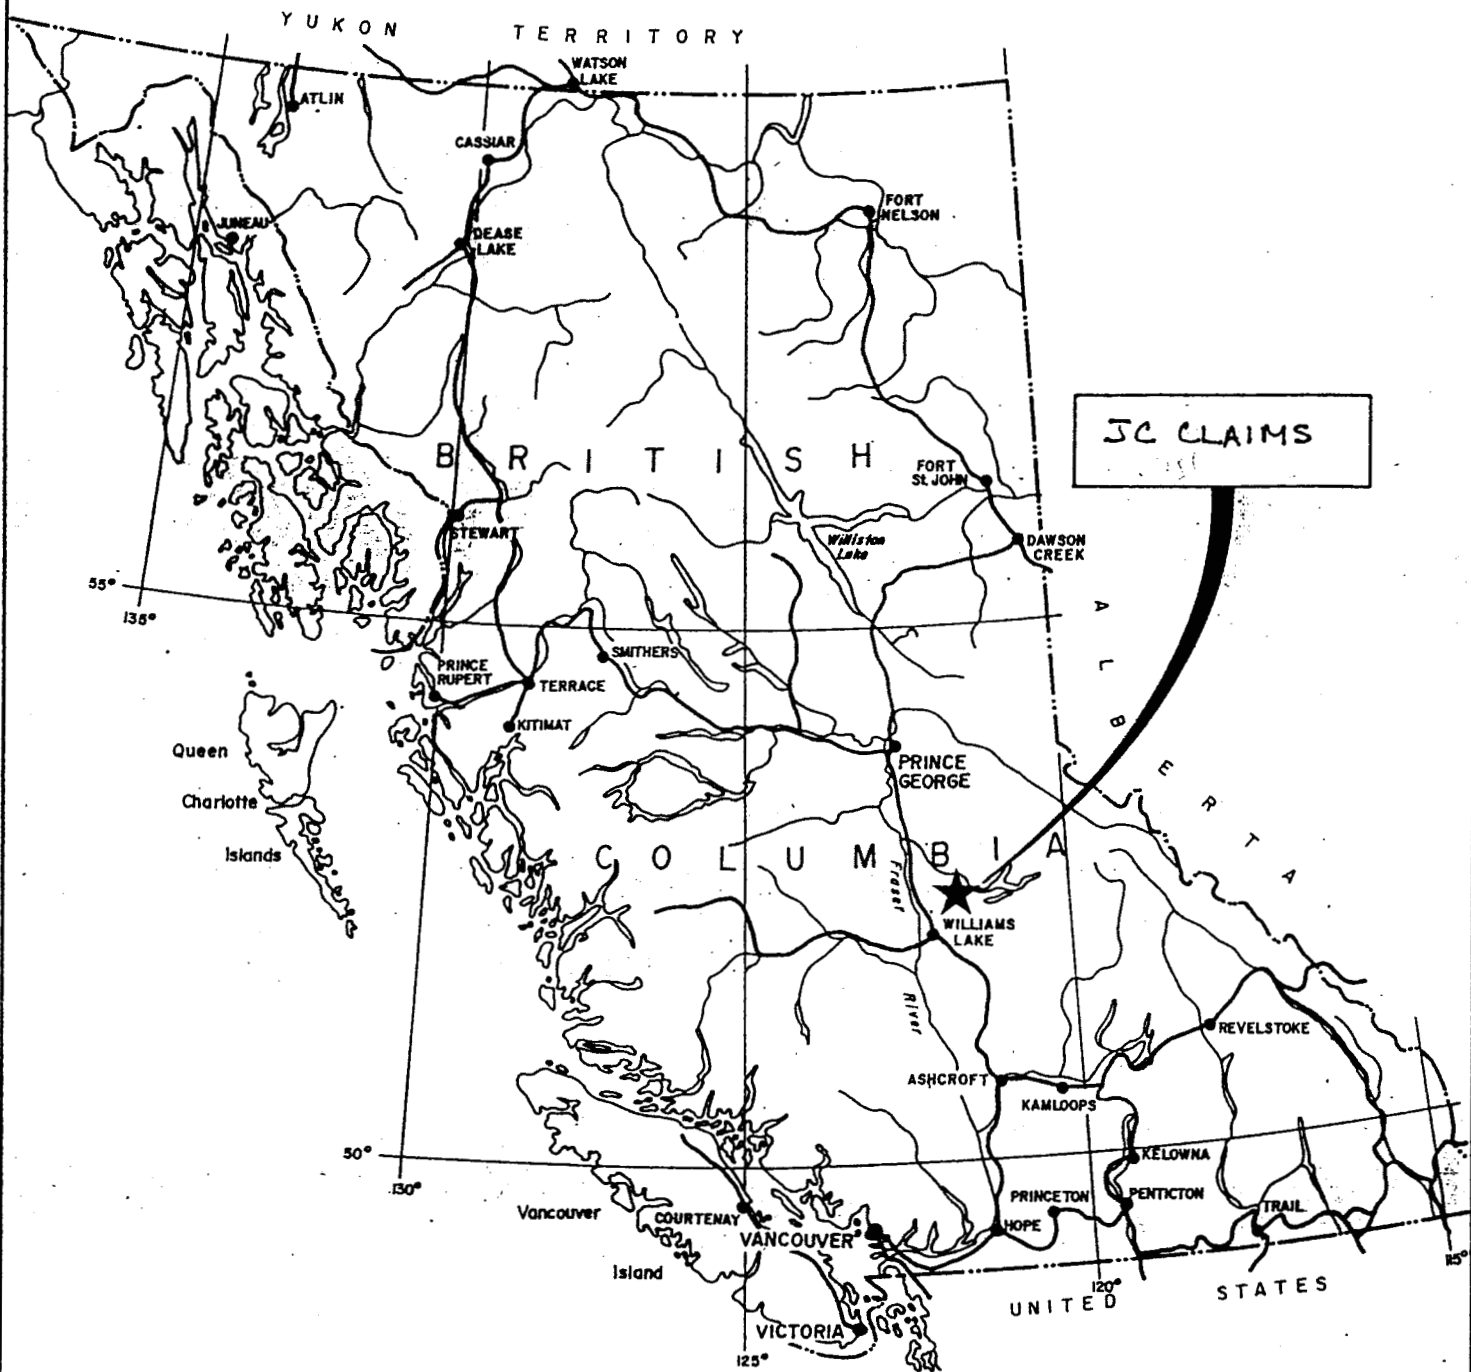 YUKON TERRITORY
WATSON
LAKE
ATLIN
CASSIAR
FORT
NELSON
JUNEAU
DEASE
LAKE
JC CLAIMS
BRITISH
FORT
St. JOHN
STEWART
Williston
Lake
DAWSON
CREEK
55°
135°
ALBERTA
SMITHERS
PRINCE
RUPERT
TERRACE
KITIMAT
Queen
Charlotte
Islands
PRINCE
GEORGE
COLUMBIA
Fraser
River
WILLIAMS
LAKE
REVELSTOKE
ASHCROFT
KAMLOOPS
50°
130°
KELOWNA
PRINCETON
PENTICTON
TRAIL
Vancouver
Island
COURTENAY
VANCOUVER
HOPE
115°
120°
UNITED STATES
VICTORIA
125°